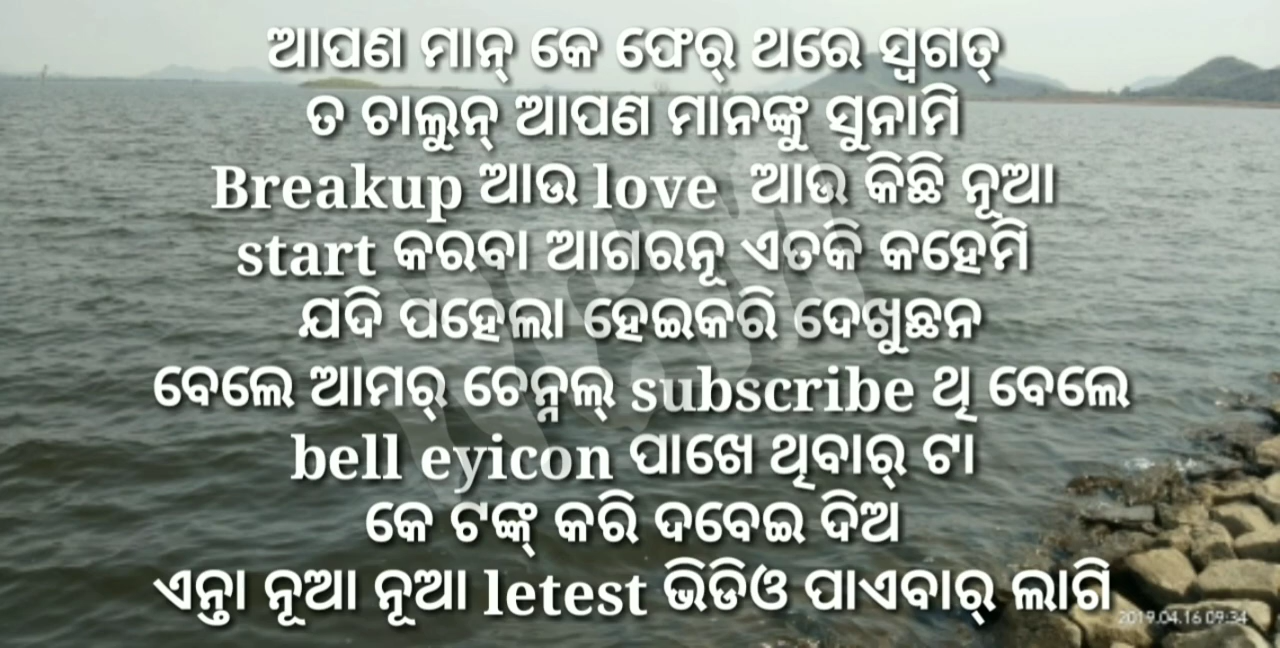 ଆପଣ ମାନ୍ କେ ଫେର୍ ଥରେ ସ୍ୱଗତ୍
ତ ଚାଲୁନ୍ ଆପଣ ମାନଙ୍କୁ ସୁନାମି
Breakup ଆଉ love ଆଉ କିଛି ନୂଆ
start କରବା ଆଗରନୂ ଏତକି କହେମି
ଯଦି ପହେଲା ହେଇକରି ଦେଖୁଛନ
ବେଲେ ଆମର୍ ଚେନ୍ନଲ୍ subscribe ଥି ବେଲେ
bell eyicon ପାଖେ ଥିବାର୍ ଟା
କେ ଟଙ୍କ୍ କରି ଦବେଇ ଦିଅ
ଏନ୍ତା ନୂଆ ନୂଆ letest ଭିଡିଓ ପାଏବାର୍ ଲାଗି
2019.04.16 09:34